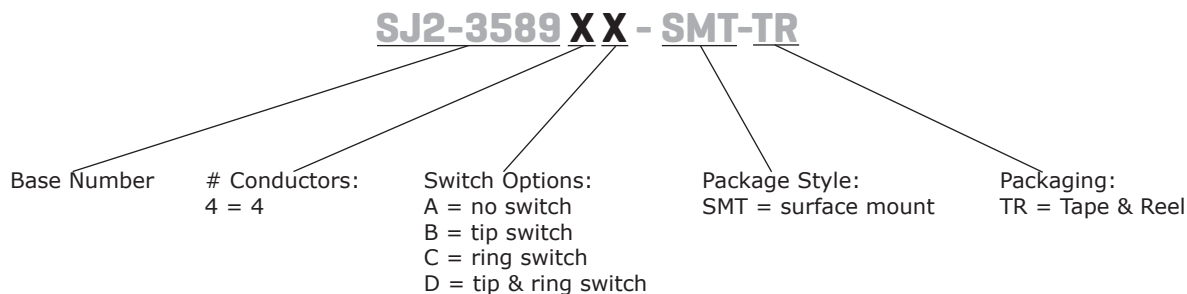 SJ2-3589 X X - SMT-TR
Base Number
# Conductors:
4 = 4
Switch Options:
A = no switch
B = tip switch
C = ring switch
D = tip & ring switch
Package Style:
SMT = surface mount
Packaging:
TR = Tape & Reel